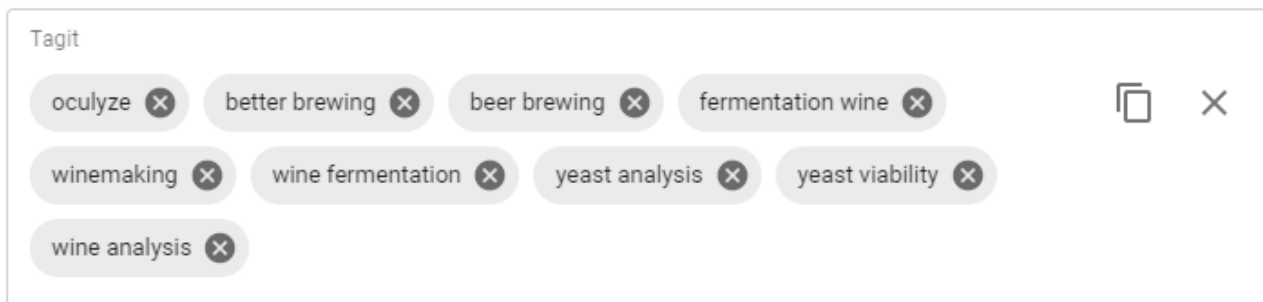 Tagit
oculyze better brewing beer brewing fermentation wine
winemaking wine fermentation yeast analysis yeast viability
wine analysis